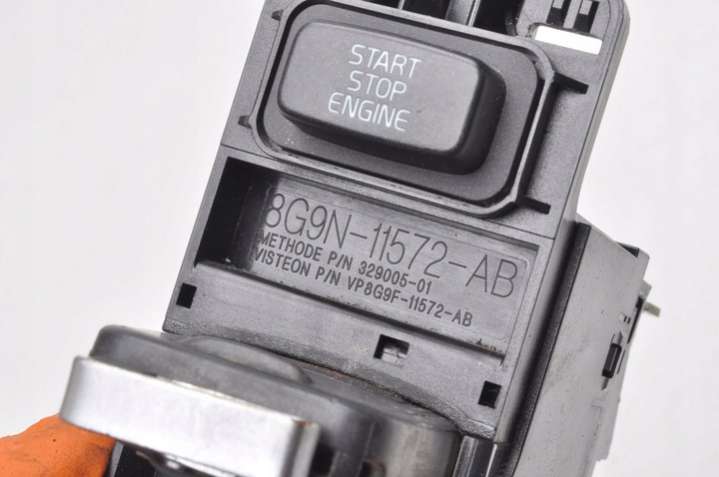 START
STOP
ENGINE
8G9N-11572-AB
METHODE P/N 329005-01
VISTEON P/N VP8G9F-11572-AB